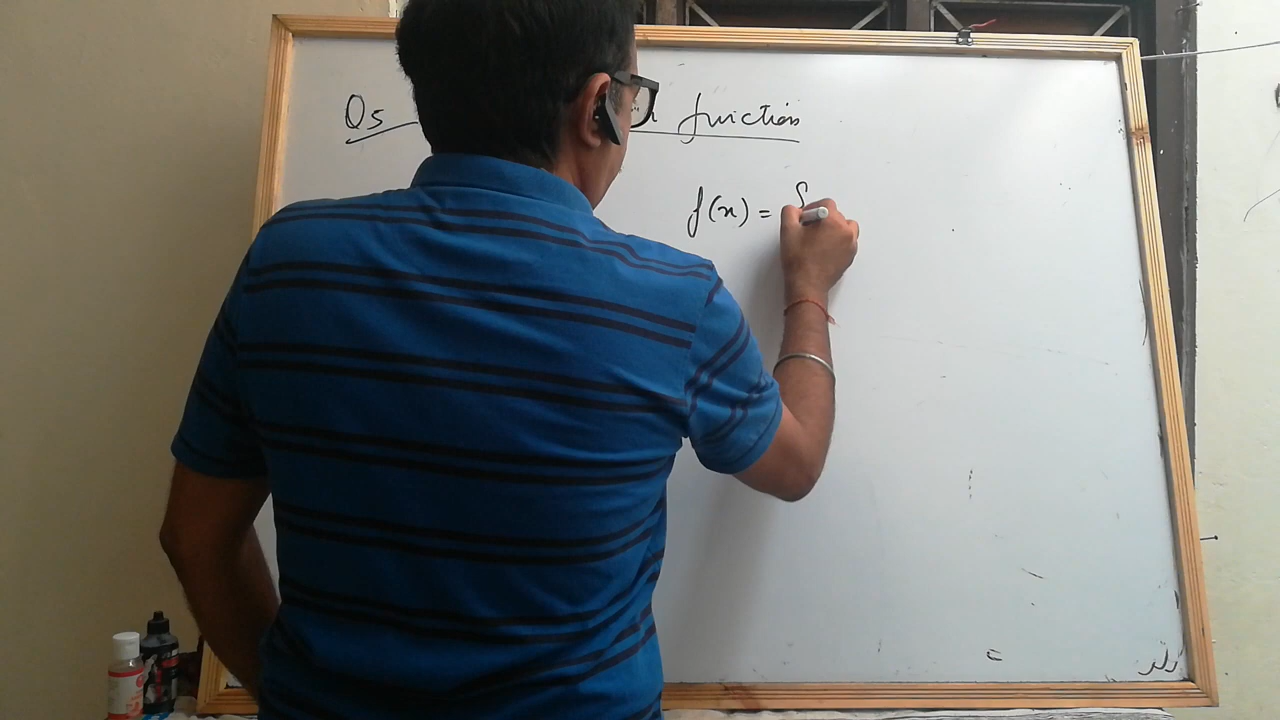 Qs function
f(x) =